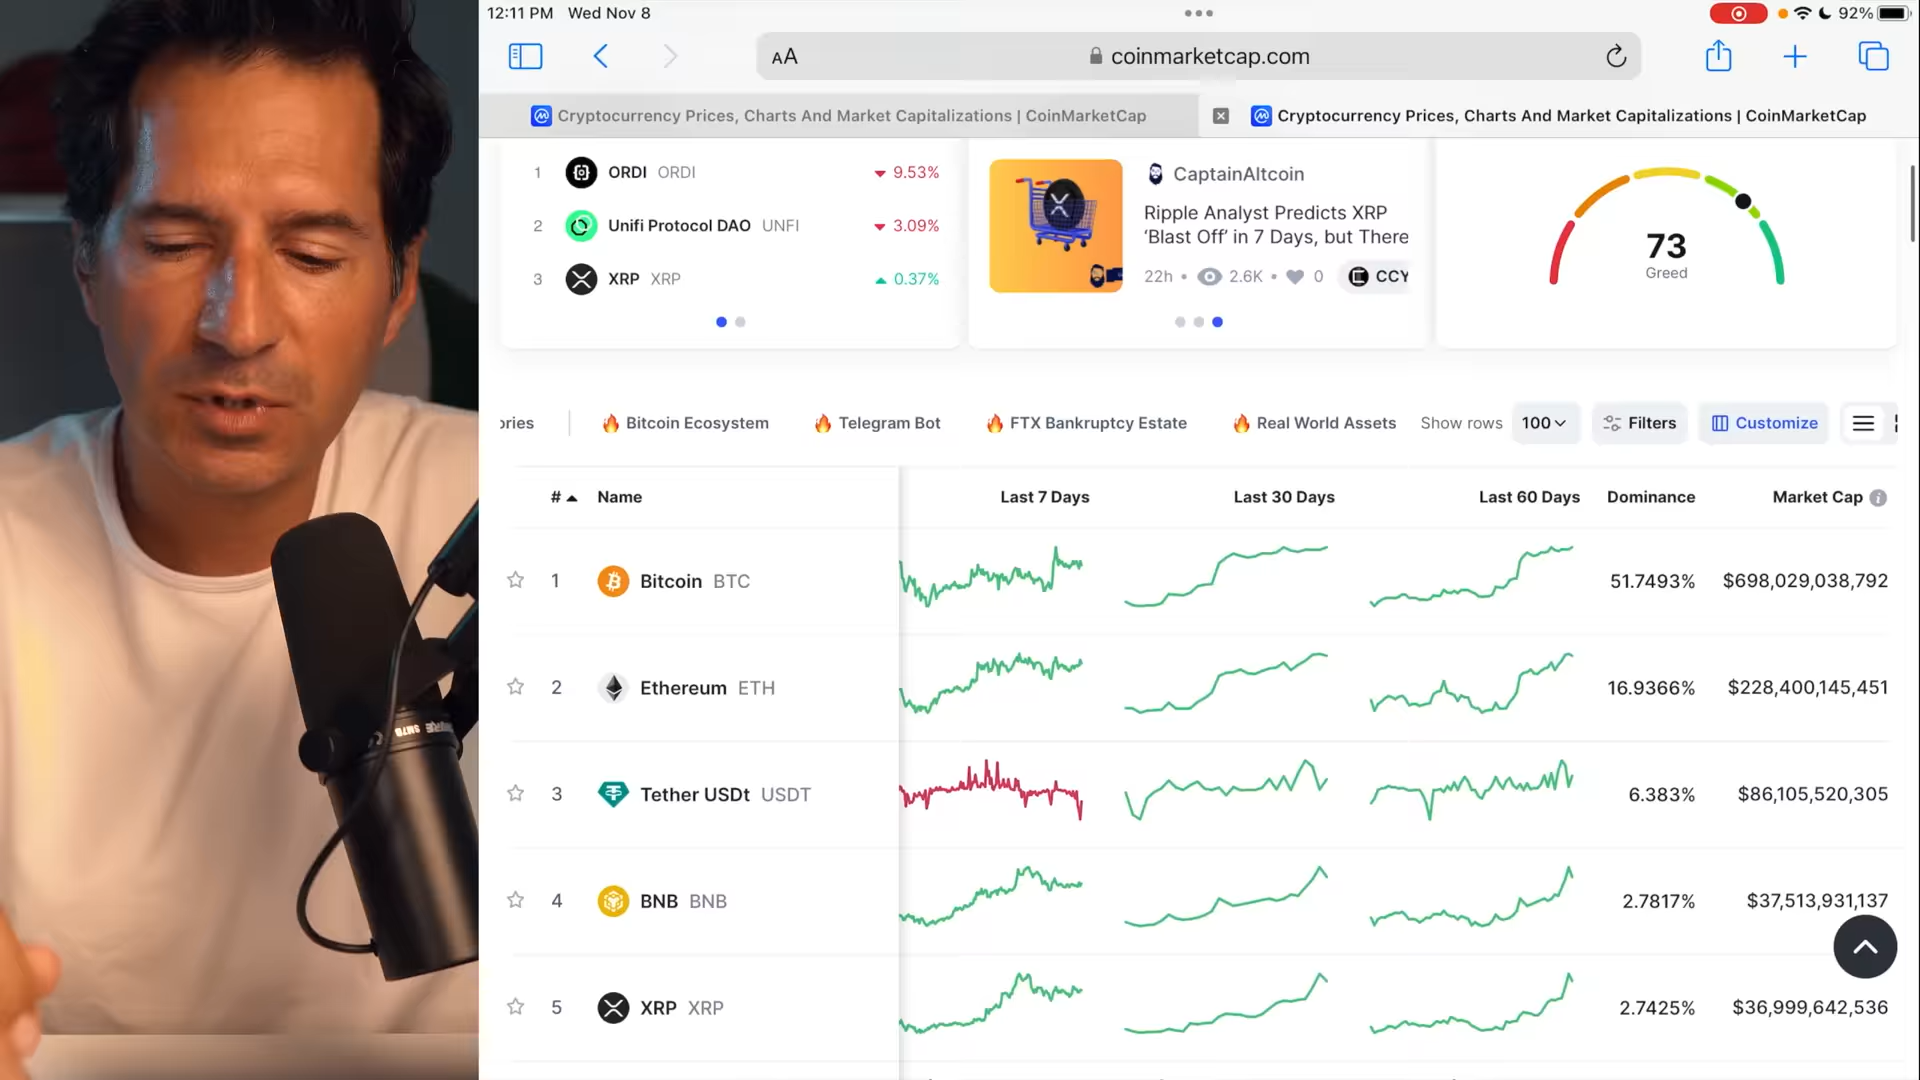 12:11 PM Wed Nov 8
92%
AA
coinmarketcap.com
Cryptocurrency Prices, Charts And Market Capitalizations | CoinMarketCap
Cryptocurrency Prices, Charts And Market Capitalizations | CoinMarketCap
1 ORDI ORDI 9.53%
2 Unifi Protocol DAO UNFI 3.09%
3 XRP XRP 0.37%
CaptainAltcoin
Ripple Analyst Predicts XRP
‘Blast Off’ in 7 Days, but There
22h • 2.6K • 0 CCY
73
Greed
ories Bitcoin Ecosystem Telegram Bot FTX Bankruptcy Estate Real World Assets Show rows 100 Filters Customize
# Name Last 7 Days Last 30 Days Last 60 Days Dominance Market Cap
1 Bitcoin BTC 51.7493% $698,029,038,792
2 Ethereum ETH 16.9366% $228,400,145,451
3 Tether USDt USDT 6.383% $86,105,520,305
4 BNB BNB 2.7817% $37,513,931,137
5 XRP XRP 2.7425% $36,999,642,536